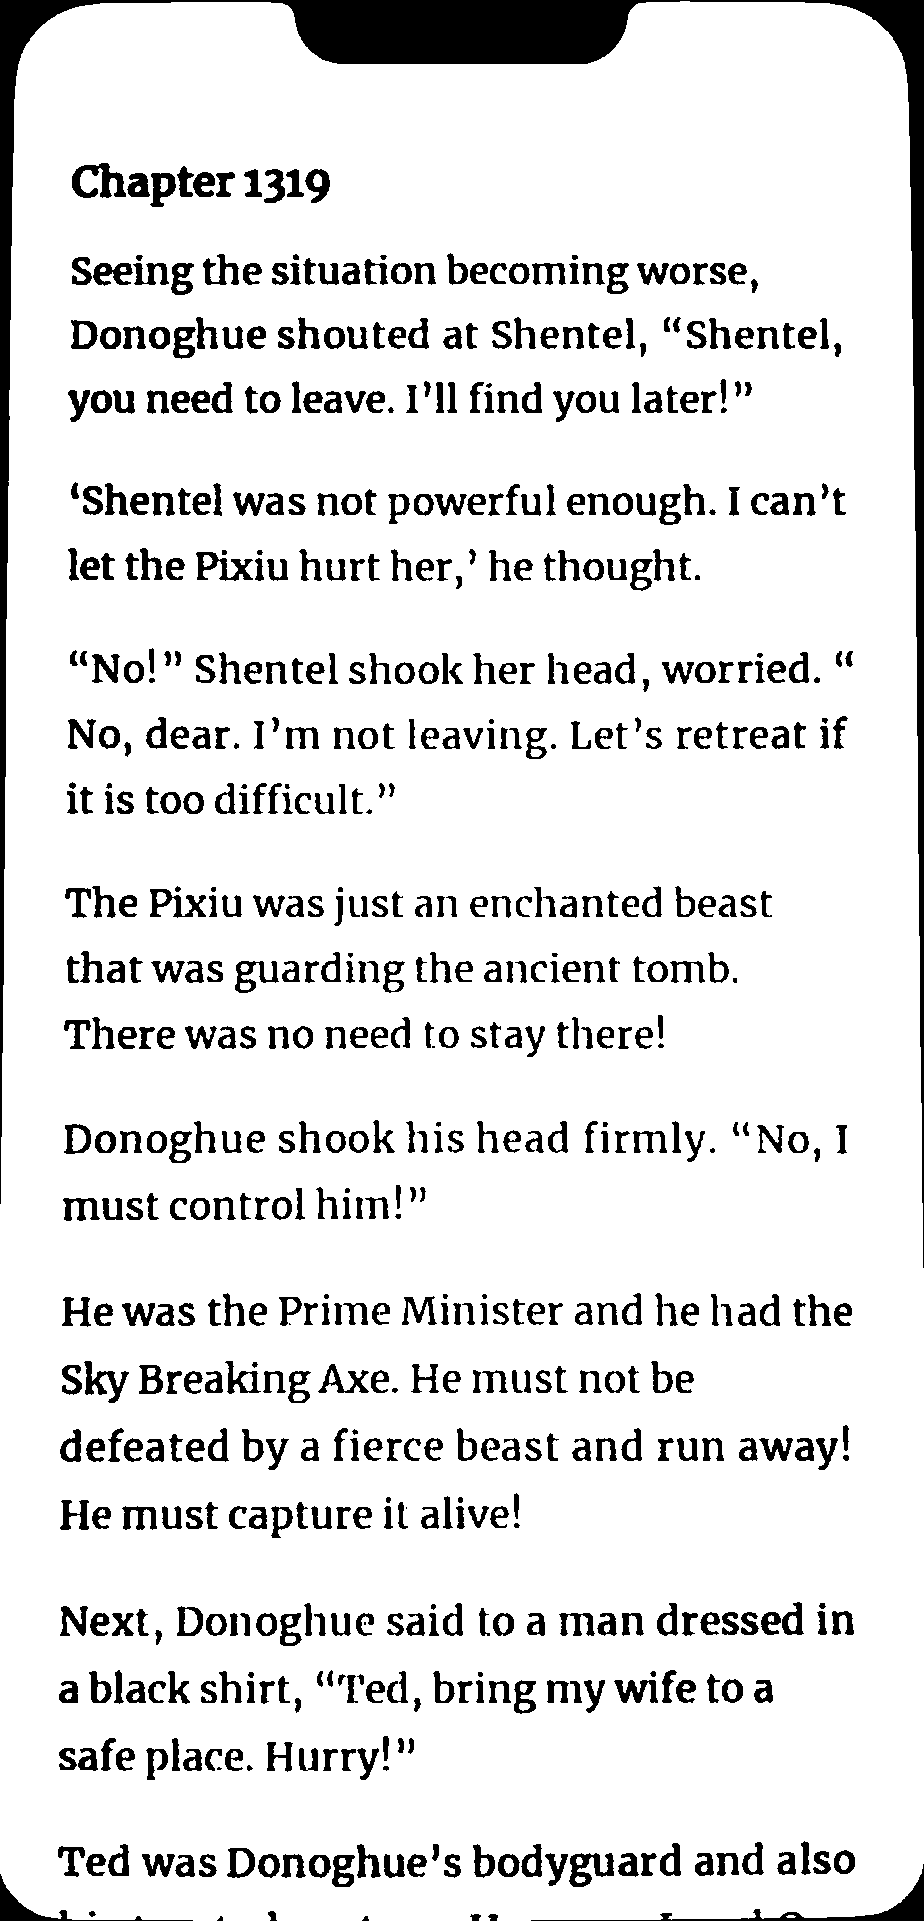 Chapter 1319
Seeing the situation becoming worse,
Donoghue shouted at Shentel, “Shentel,
you need to leave. I’ll find you later!”
‘Shentel was not powerful enough. I can’t
let the Pixiu hurt her,’ he thought.
“No!” Shentel shook her head, worried. “
No, dear. I’m not leaving. Let’s retreat if
it is too difficult.”
The Pixiu was just an enchanted beast
that was guarding the ancient tomb.
There was no need to stay there!
Donoghue shook his head firmly. “No, I
must control him!”
He was the Prime Minister and he had the
Sky Breaking Axe. He must not be
defeated by a fierce beast and run away!
He must capture it alive!
Next, Donoghue said to a man dressed in
a black shirt, “Ted, bring my wife to a
safe place. Hurry!”
Ted was Donoghue’s bodyguard and also